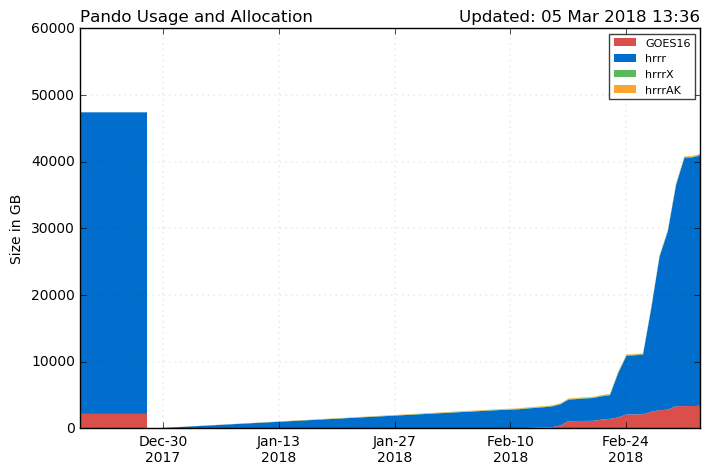 Pando Usage and Allocation
Updated: 05 Mar 2018 13:36
60000
50000
40000
30000
20000
10000
0
Size in GB
GOES16
hrrr
hrrrX
hrrrAK
Dec-30
2017
Jan-13
2018
Jan-27
2018
Feb-10
2018
Feb-24
2018